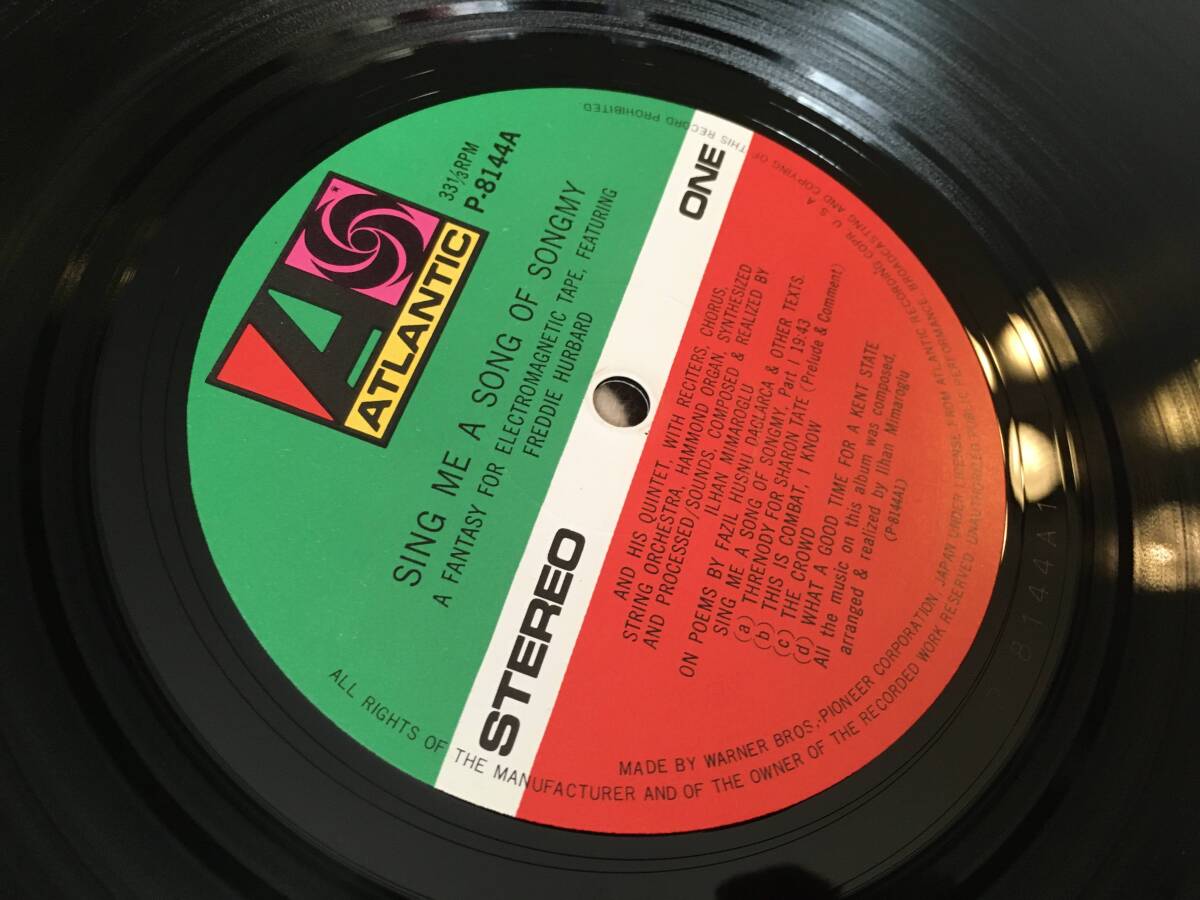 ATLANTIC
33⅓RPM
P-8144A
SING ME A SONG OF SONGMY
A FANTASY FOR ELECTROMAGNETIC TAPE, FEATURING
FREDDIE HURBARD
STEREO
ONE
AND HIS QUINTET, WITH RECITERS, CHORUS,
STRING ORCHESTRA, HAMMOND ORGAN, SYNTHESIZED
AND PROCESSED SOUNDS, COMPOSED & REALIZED BY
ILHAN MIMAROGLU
ON POEMS BY FAZIL HUSNU DAGLARCA & OTHER TEXTS.
SING ME A SONG OF SONGMY, Part I 19:43
(a) THRENODY FOR SHARON TATE (Prelude & Comment)
(b) THIS IS COMBAT, I KNOW
(c) THE CROWD
(d) WHAT A GOOD TIME FOR A KENT STATE
All the music on this album was composed,
arranged & realized by Ilhan Mimaroglu
(P-8144A1)
MADE BY WARNER BROS.-PIONEER CORPORATION, JAPAN UNDER LICENSE FROM ATLANTIC RECORDING COPR U S A
ALL RIGHTS OF THE MANUFACTURER AND OF THE OWNER OF THE RECORDED WORK RESERVED. UNAUTHORIZED PUBLIC PERFORMANCE BROADCASTING AND COPYING OF THIS RECORD PROHIBITED
8144A1